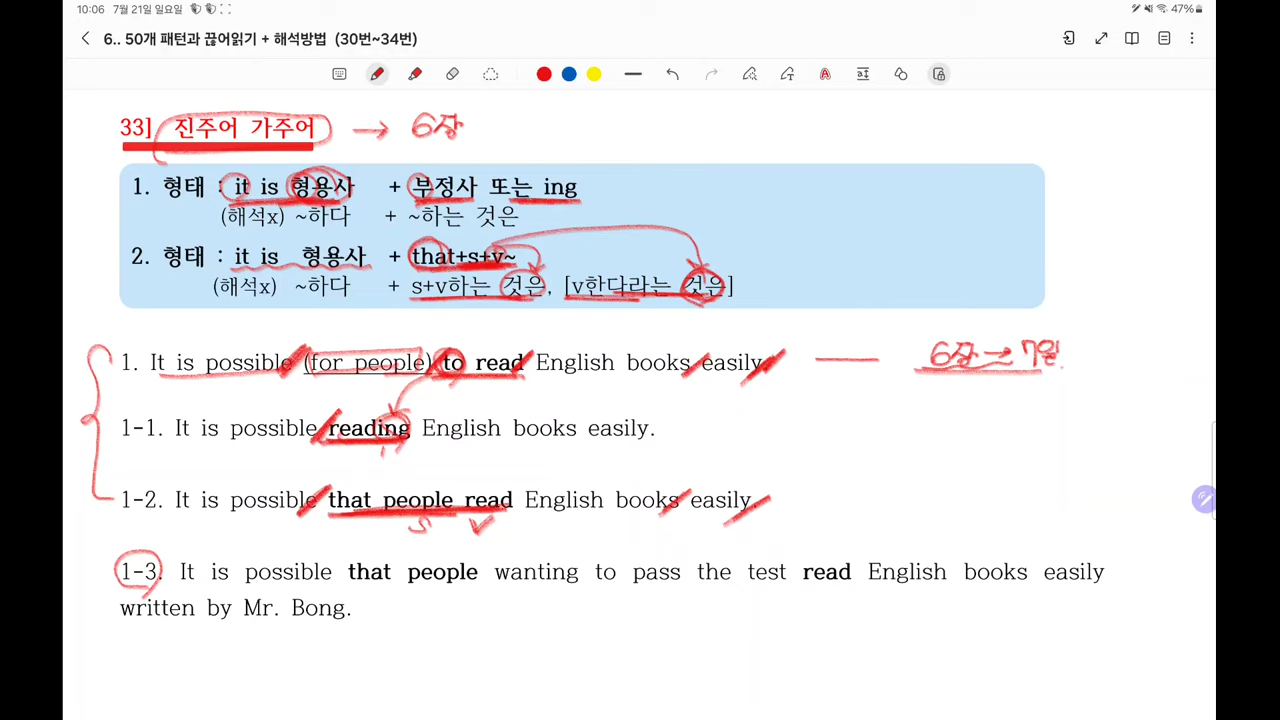 10:06 7월 21일 일요일
47%
6.. 50개 패턴과 끊어읽기 + 해석방법 (30번~34번)
33] 진주어 가주어 → 6장
1. 형태 : it is 형용사 + 부정사 또는 ing
(해석x) ~하다 + ~하는 것은
2. 형태 : it is 형용사 + that+s+v~
(해석x) ~하다 + s+v하는 것은, [v한다라는 것은]
1. It is possible (for people) to read English books easily.
6장→7일
1-1. It is possible reading English books easily.
1-2. It is possible that people read English books easily.
S V
1-3. It is possible that people wanting to pass the test read English books easily
written by Mr. Bong.